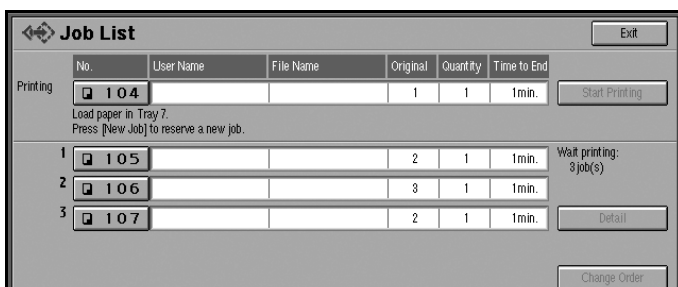 Job List Exit
No. User Name File Name Original Quantity Time to End
Printing 104 1 1 1min. Start Printing
Load paper in Tray 7.
Press [New Job] to reserve a new job.
1 105 2 1 1min. Wait printing:
3job(s)
2 106 3 1 1min.
3 107 2 1 1min. Detail
Change Order